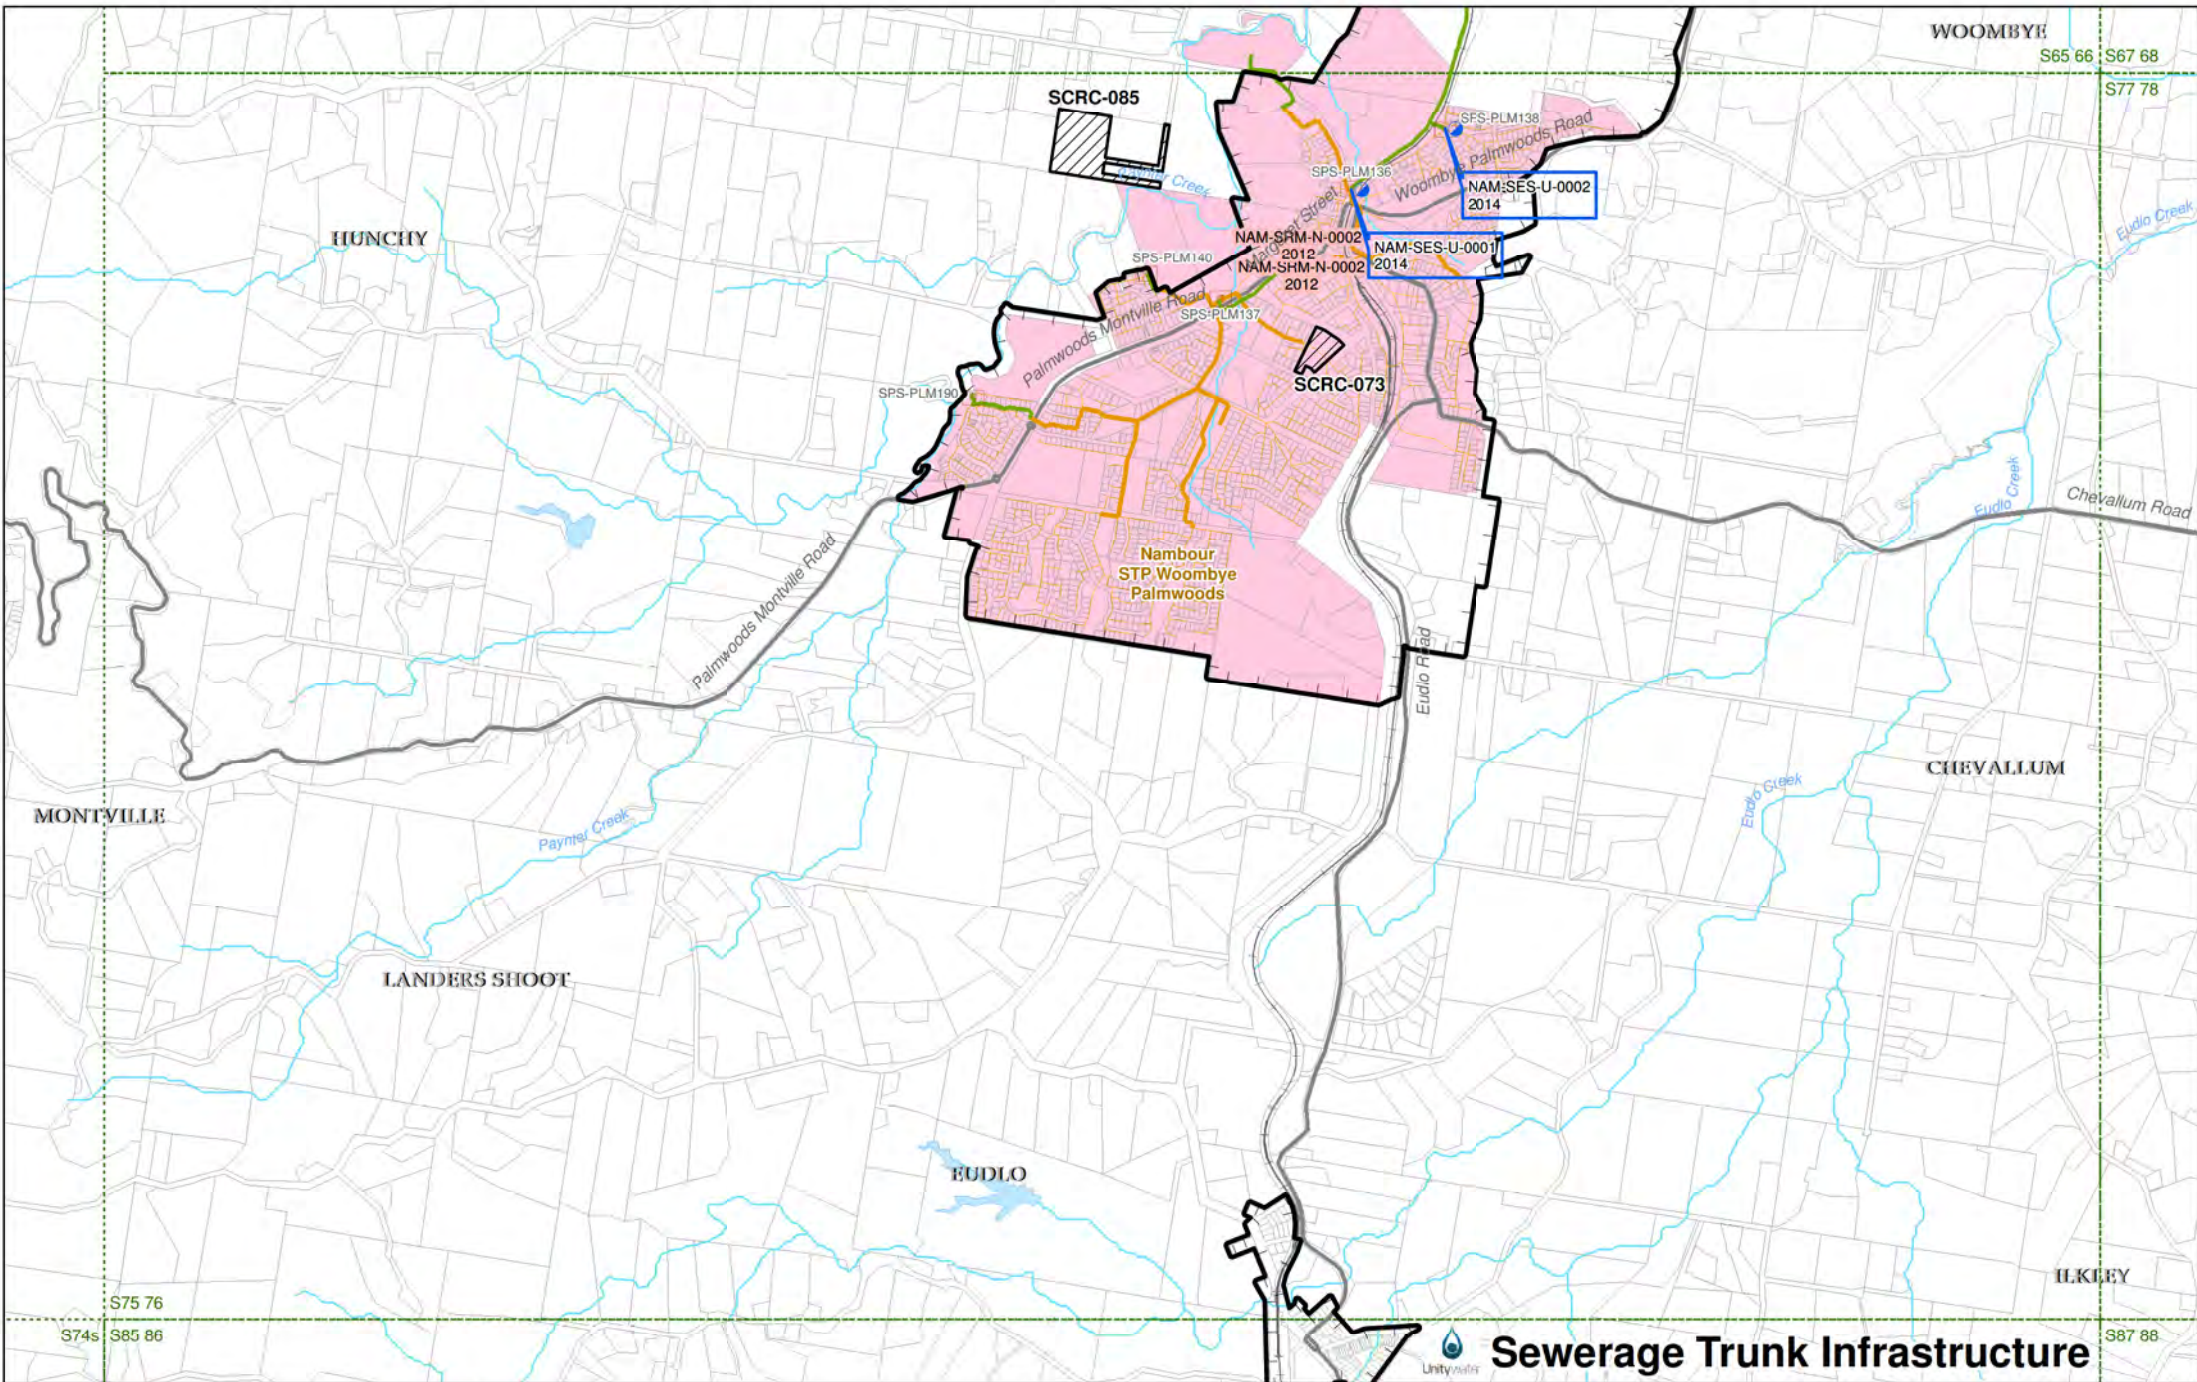 WOOMBYE
S65 66 S67 68
S77 78
SCRC-085
SPS-PLM138
Woombye Palmwoods Road
SPS-PLM136
Paynter Creek
NAM-SES-U-0002
2014
Eudlo Creek
HUNCHY
Margaret Street
NAM-SRM-N-0002
2012
NAM-SES-U-0001
2014
SPS-PLM140
NAM-SRM-N-0002
2012
Palmwoods Montville Road
SPS-PLM137
SCRC-073
SPS-PLM190
Eudlo Creek
Chevallum Road
Nambour
STP Woombye
Palmwoods
Palmwoods Montville Road
Eudlo Road
CHEVALLUM
Eudlo Creek
MONTVILLE
Paynter Creek
LANDERS SHOOT
EUDLO
ILKLEY
S75 76
S74s S85 86
S87 88
Unitywater
Sewerage Trunk Infrastructure